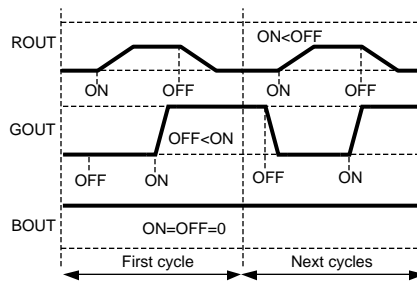 ROUT
ON<OFF
ON OFF ON OFF
GOUT
OFF<ON
OFF ON OFF ON
BOUT
ON=OFF=0
First cycle Next cycles